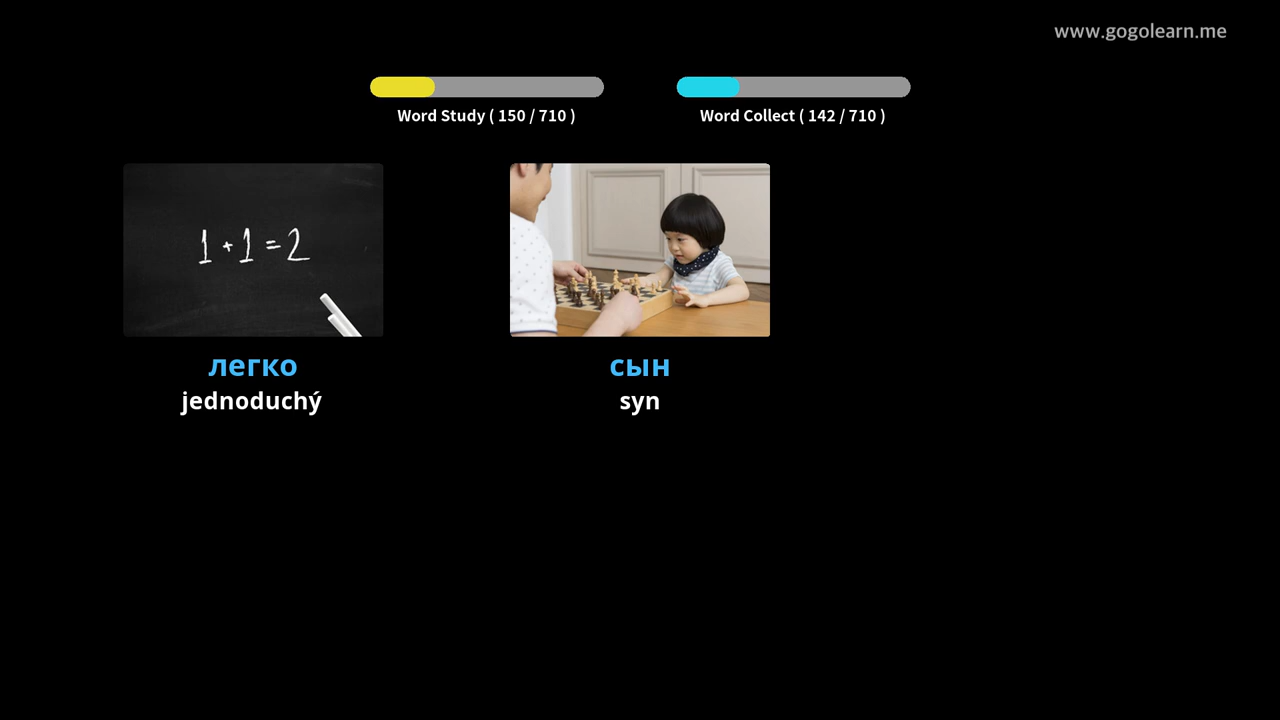 www.gogolearn.me
Word Study ( 150 / 710 )
Word Collect ( 142 / 710 )
1 + 1 = 2
легко
jednoduchý
сын
syn